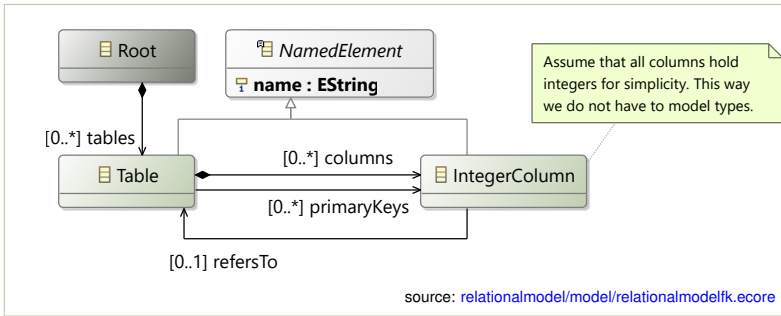 Root
NamedElement
name : EString
Assume that all columns hold
integers for simplicity. This way
we do not have to model types.
[0..*] tables
Table
[0..*] columns
IntegerColumn
[0..*] primaryKeys
[0..1] refersTo
source: relationalmodel/model/relationalmodelfk.ecore